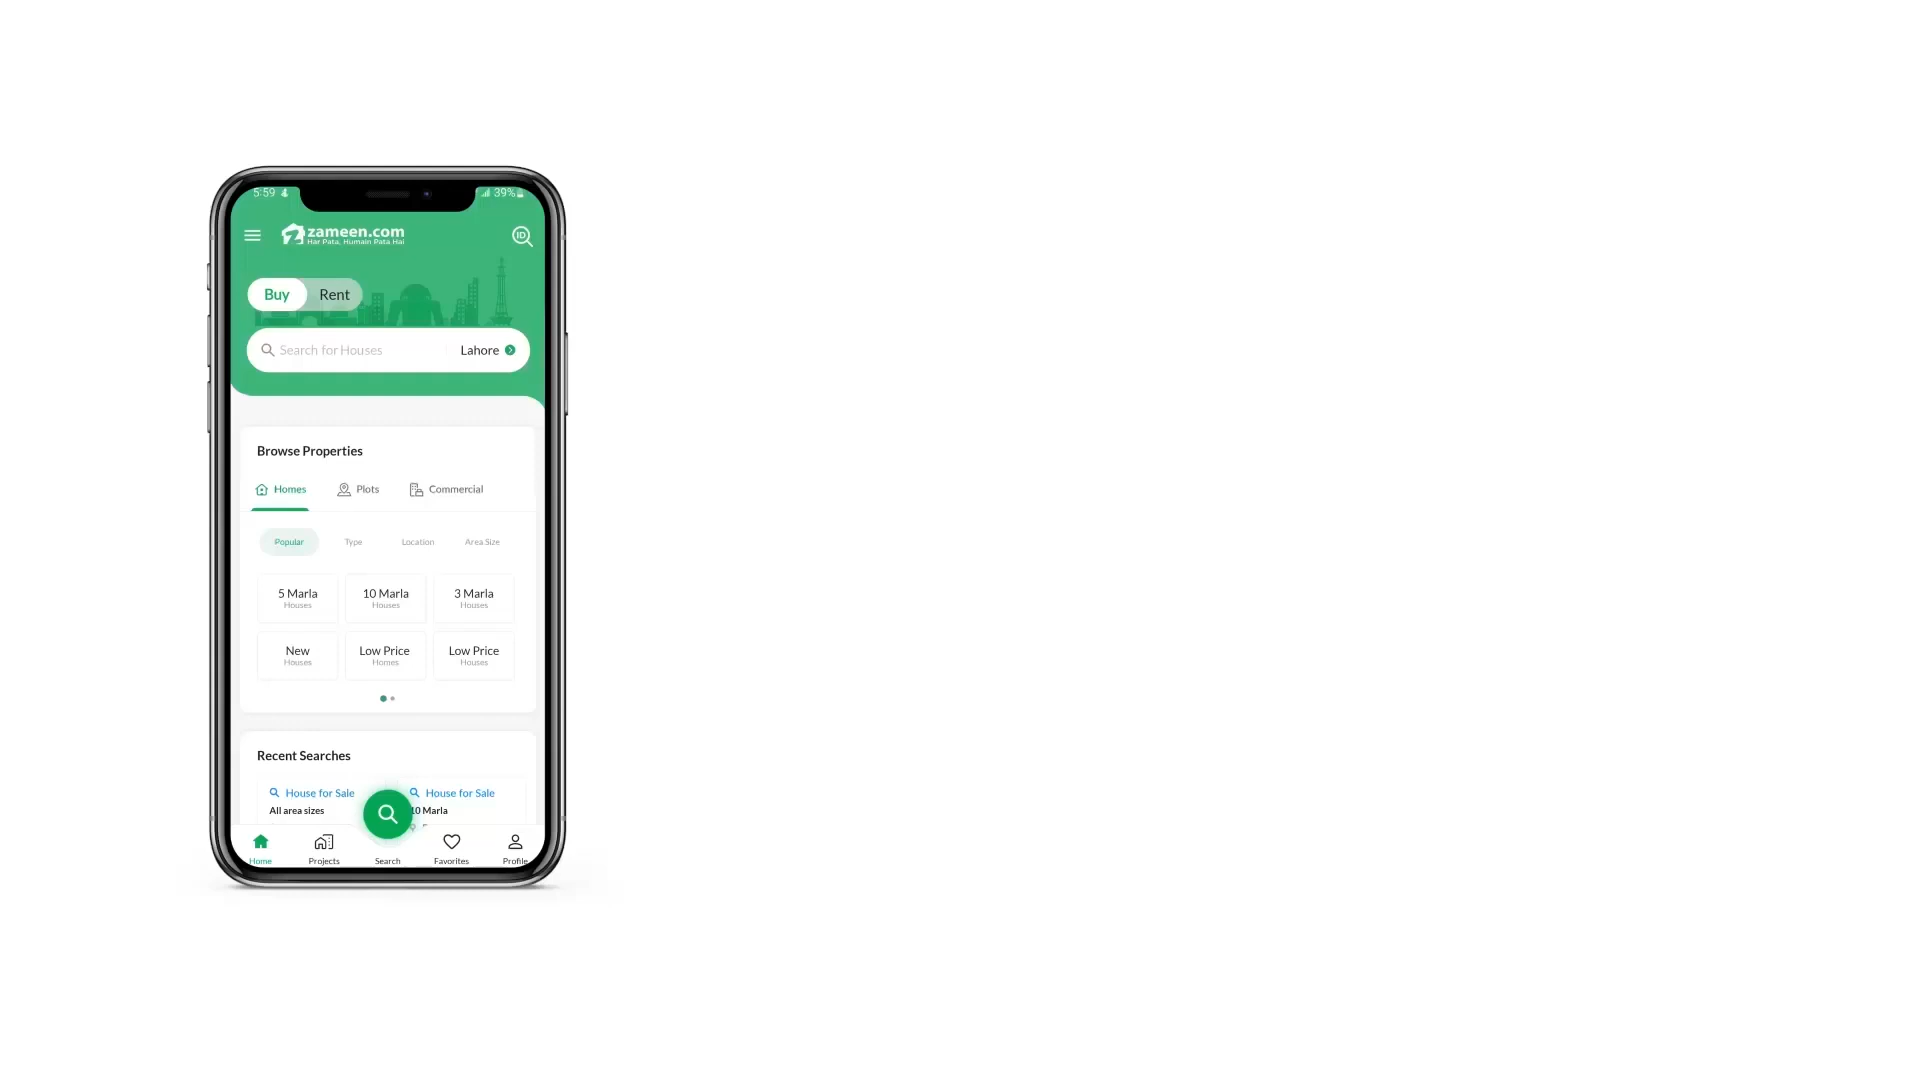 5:59
39%
zameen.com
Har Pata, Humain Pata Hai
ID
Buy
Rent
Search for Houses
Lahore
Browse Properties
Homes
Plots
Commercial
Popular
Type
Location
Area Size
5 Marla
Houses
10 Marla
Houses
3 Marla
Houses
New
Houses
Low Price
Homes
Low Price
Houses
Recent Searches
House for Sale
All area sizes
House for Sale
10 Marla
Home
Projects
Search
Favorites
Profile